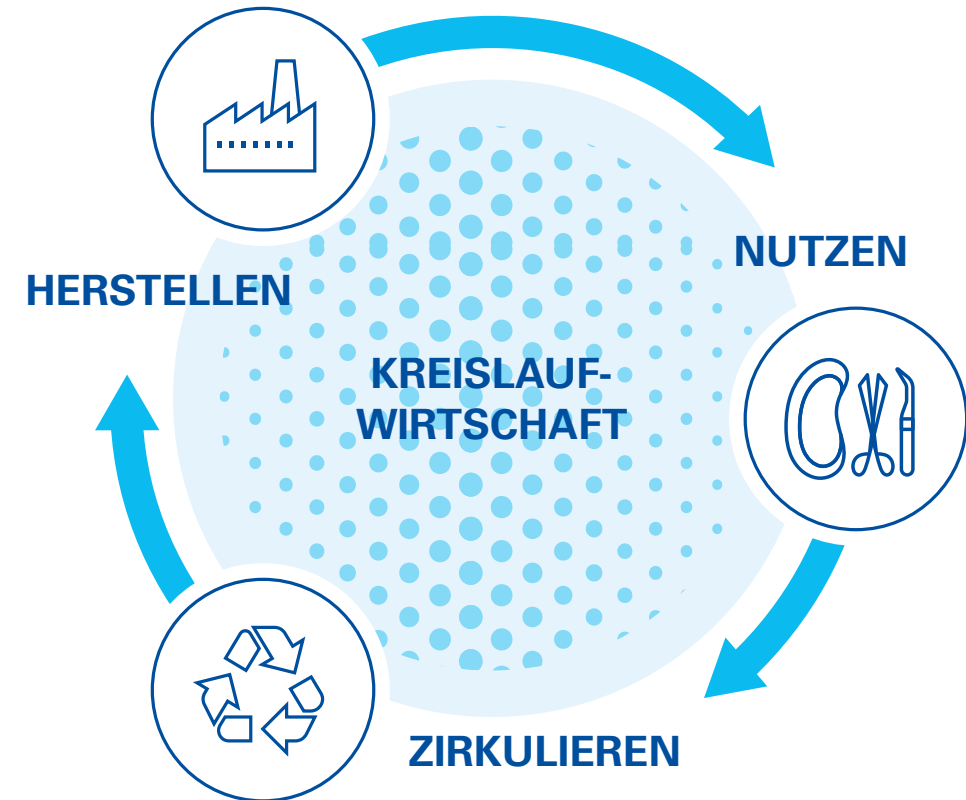 NUTZEN
HERSTELLEN
KREISLAUF-
WIRTSCHAFT
ZIRKULIEREN